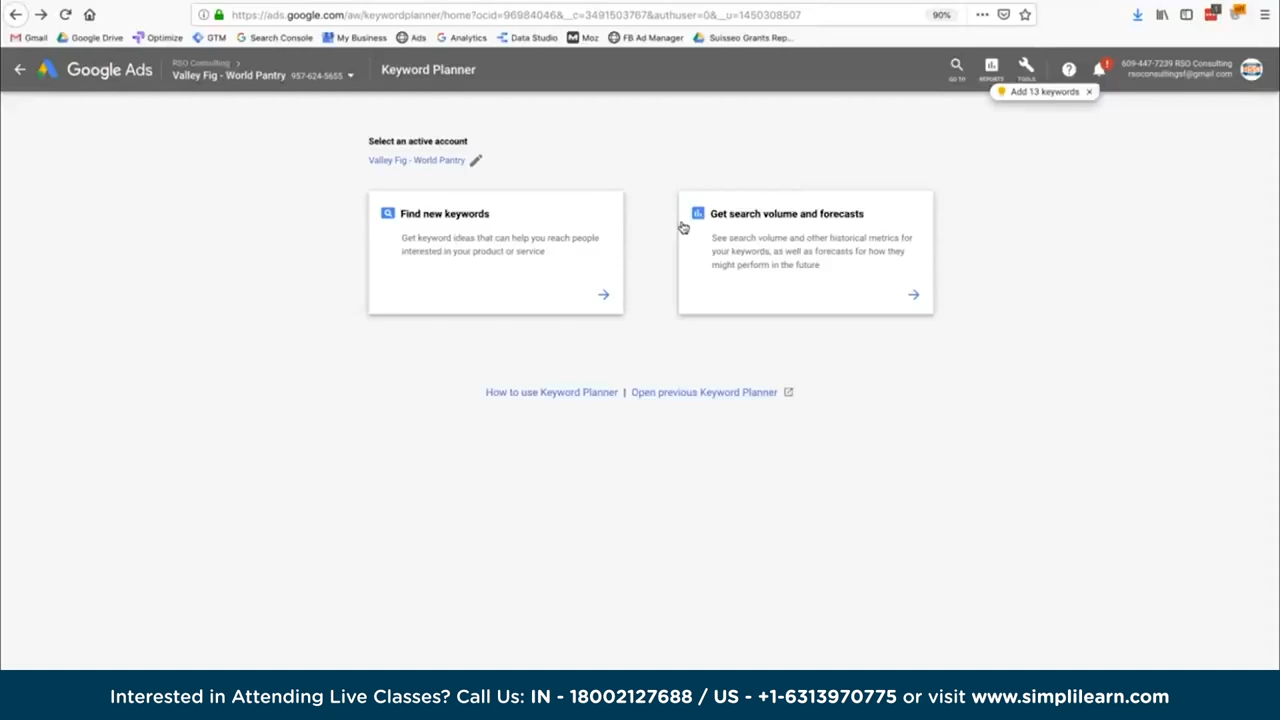 https://ads.google.com/aw/keywordplanner/home?ocid=96984046&__c=3491503767&authuser=0&__u=1450308507
90%
Gmail Google Drive Optimize GTM Search Console My Business Ads Analytics Data Studio Moz FB Ad Manager Suisseo Grants Rep...
Google Ads
RSO Consulting >
Valley Fig - World Pantry 957-624-5655
Keyword Planner
GO TO
REPORTS
TOOLS
609-447-7239 RSO Consulting
rsoconsultingsf@gmail.com
Add 13 keywords ×
Select an active account
Valley Fig - World Pantry
Find new keywords
Get keyword ideas that can help you reach people
interested in your product or service
Get search volume and forecasts
See search volume and other historical metrics for
your keywords, as well as forecasts for how they
might perform in the future
How to use Keyword Planner | Open previous Keyword Planner
Interested in Attending Live Classes? Call Us: IN - 18002127688 / US - +1-6313970775 or visit www.simplilearn.com